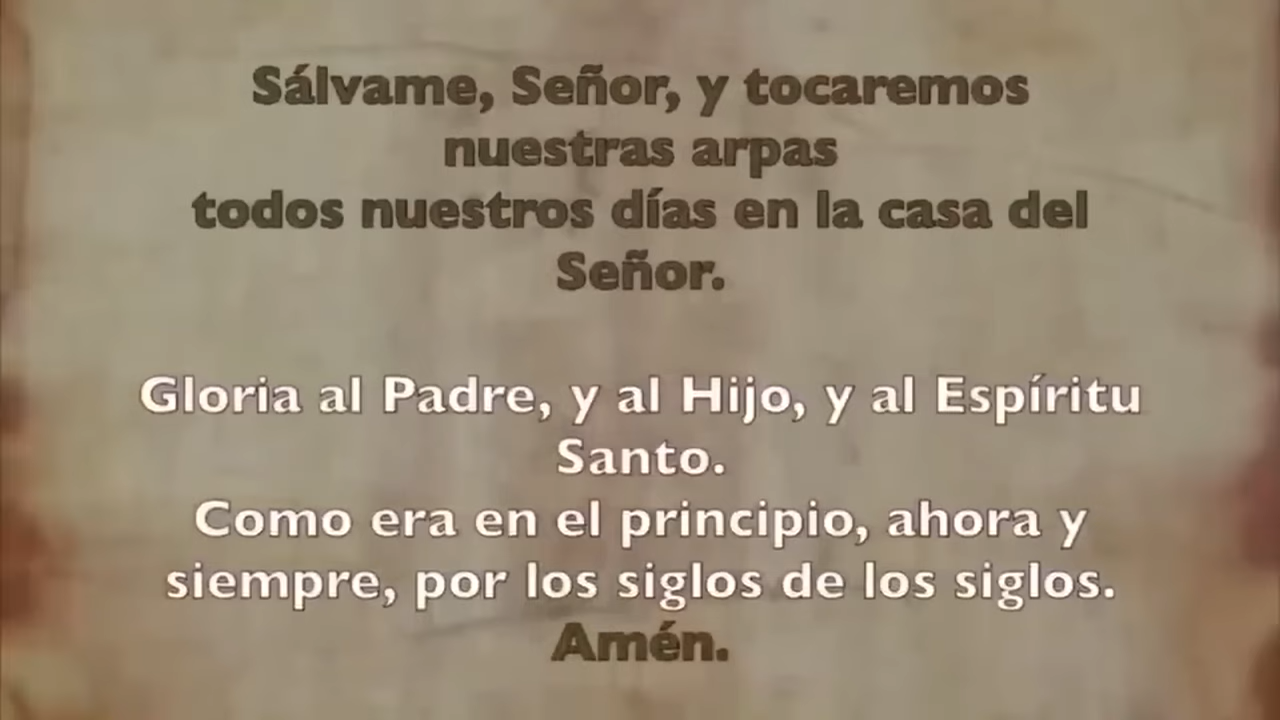 Sálvame, Señor, y tocaremos
nuestras arpas
todos nuestros días en la casa del
Señor.
Gloria al Padre, y al Hijo, y al Espíritu
Santo.
Como era en el principio, ahora y
siempre, por los siglos de los siglos.
Amén.